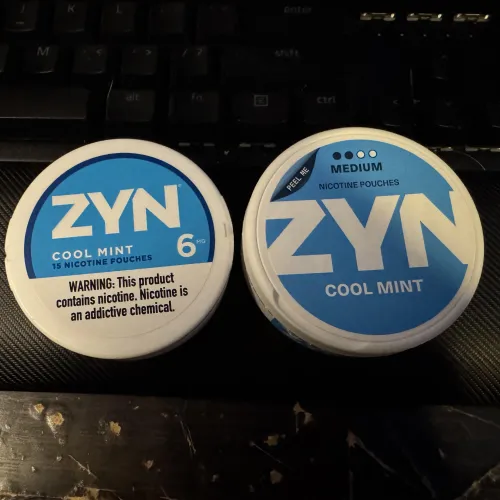 enter
K
L
shift
alt
fn
ctrl
ZYN
COOL MINT
6 MG
15 NICOTINE POUCHES
WARNING: This product
contains nicotine. Nicotine is
an addictive chemical.
PEEL ME
MEDIUM
NICOTINE POUCHES
ZYN
COOL MINT